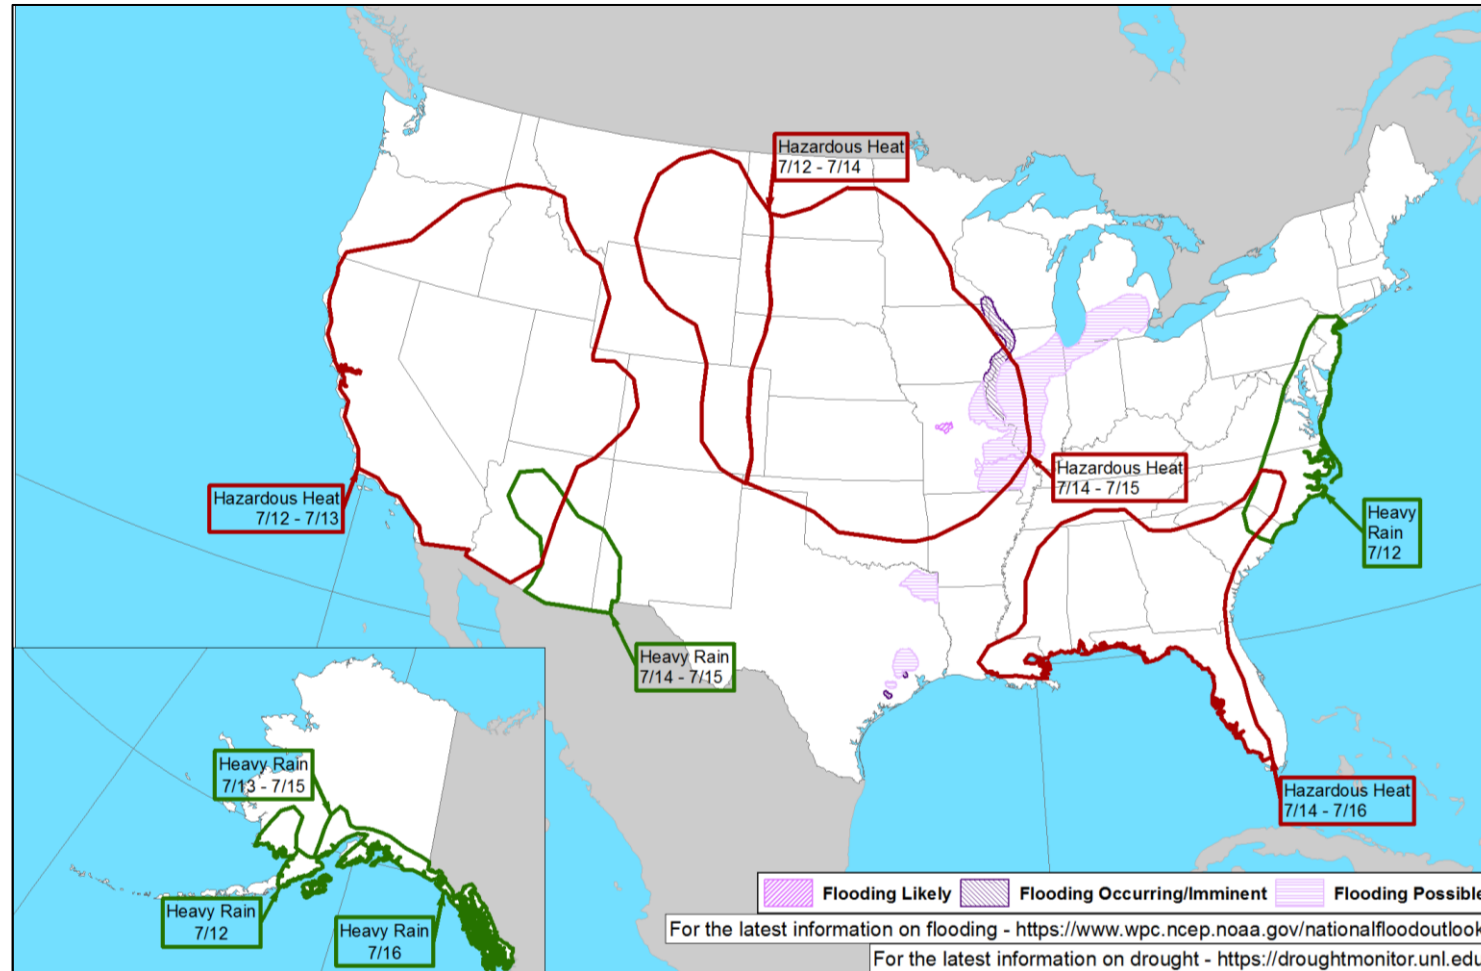 Hazardous Heat
7/12 - 7/14
Hazardous Heat
7/14 - 7/15
Hazardous Heat
7/12 - 7/13
Heavy
Rain
7/12
Heavy Rain
7/14 - 7/15
Heavy Rain
7/13 - 7/15
Hazardous Heat
7/14 - 7/16
Heavy Rain
7/12
Heavy Rain
7/16
Flooding Likely
Flooding Occurring/Imminent
Flooding Possible
For the latest information on flooding - https://www.wpc.ncep.noaa.gov/nationalfloodoutlook
For the latest information on drought - https://droughtmonitor.unl.edu